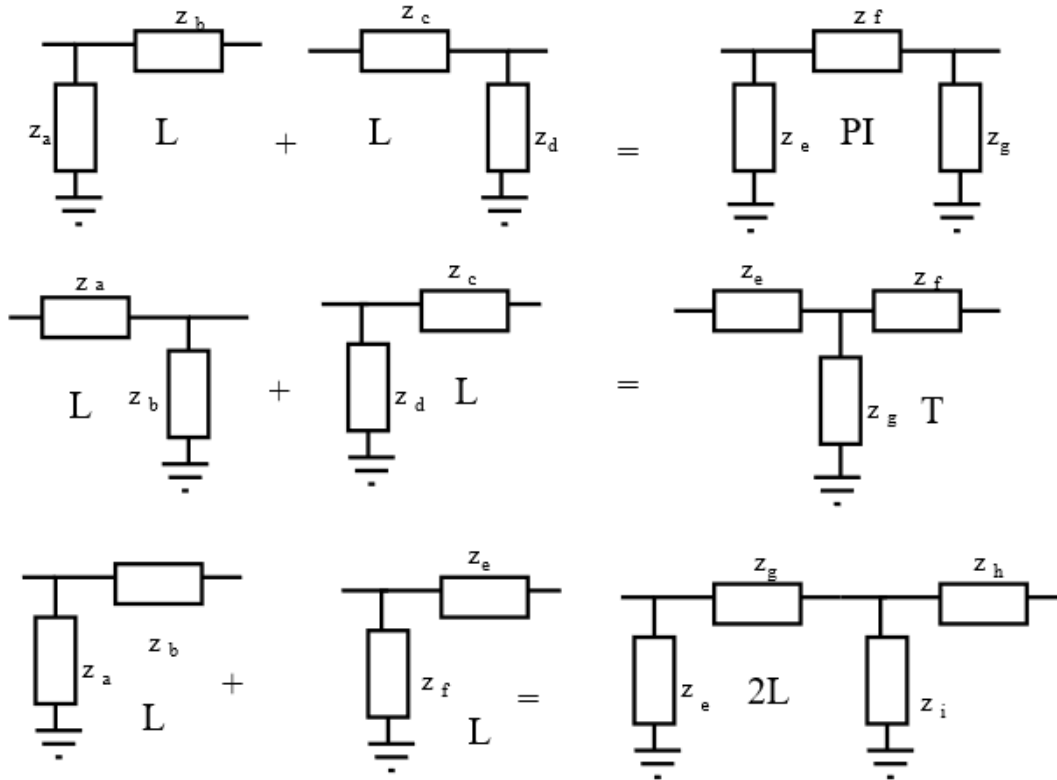 z b z c z f
z a L + L z d = z e PI z g
z a z c z e z f
L z b + z d L = z g T
z e z g z h
z b
z a L + z f L = z e 2L z i